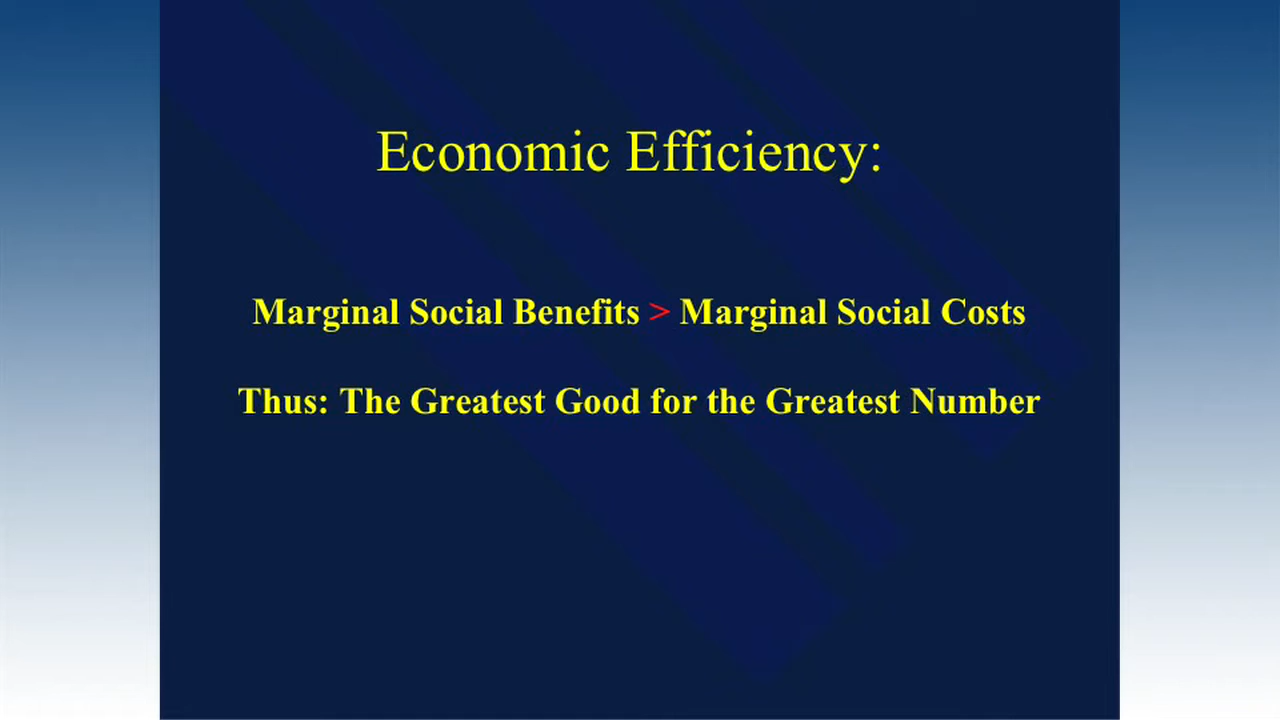 Economic Efficiency:
Marginal Social Benefits > Marginal Social Costs
Thus: The Greatest Good for the Greatest Number